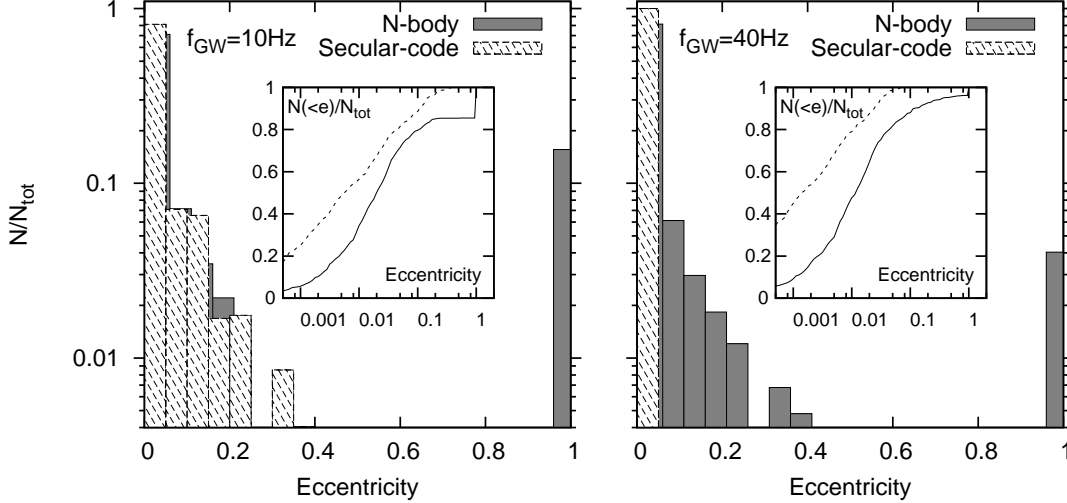 N/N_tot
1
0.1
0.01
f_GW=10Hz
N-body
Secular-code
N(<e)/N_tot
1
0.8
0.6
0.4
0.2
0
Eccentricity
0.001 0.01 0.1 1
0 0.2 0.4 0.6 0.8 1
Eccentricity
f_GW=40Hz
N-body
Secular-code
N(<e)/N_tot
1
0.8
0.6
0.4
0.2
0
Eccentricity
0.001 0.01 0.1 1
0 0.2 0.4 0.6 0.8 1
Eccentricity